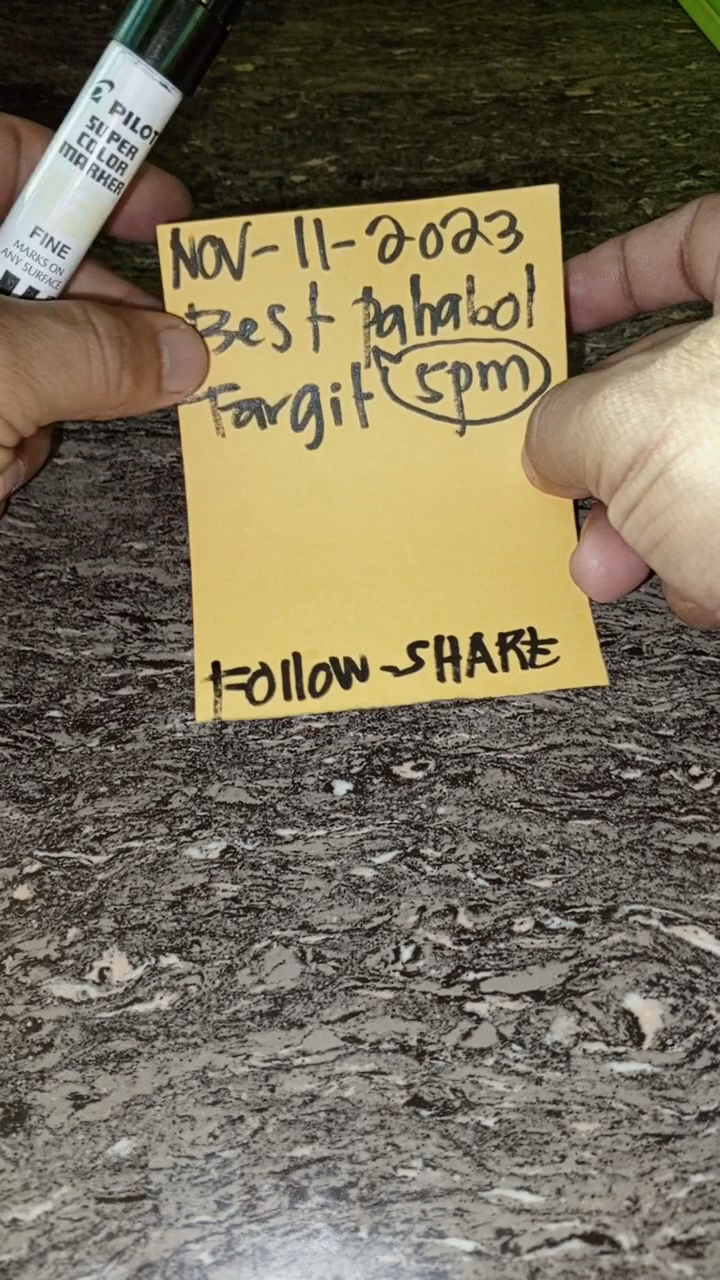 PILOT
SUPER
COLOR
MARKER
FINE
MARKS ON
ANY SURFACE
NOV-11-2023
Best pahabol
Targit 5pm
Follow-SHARE